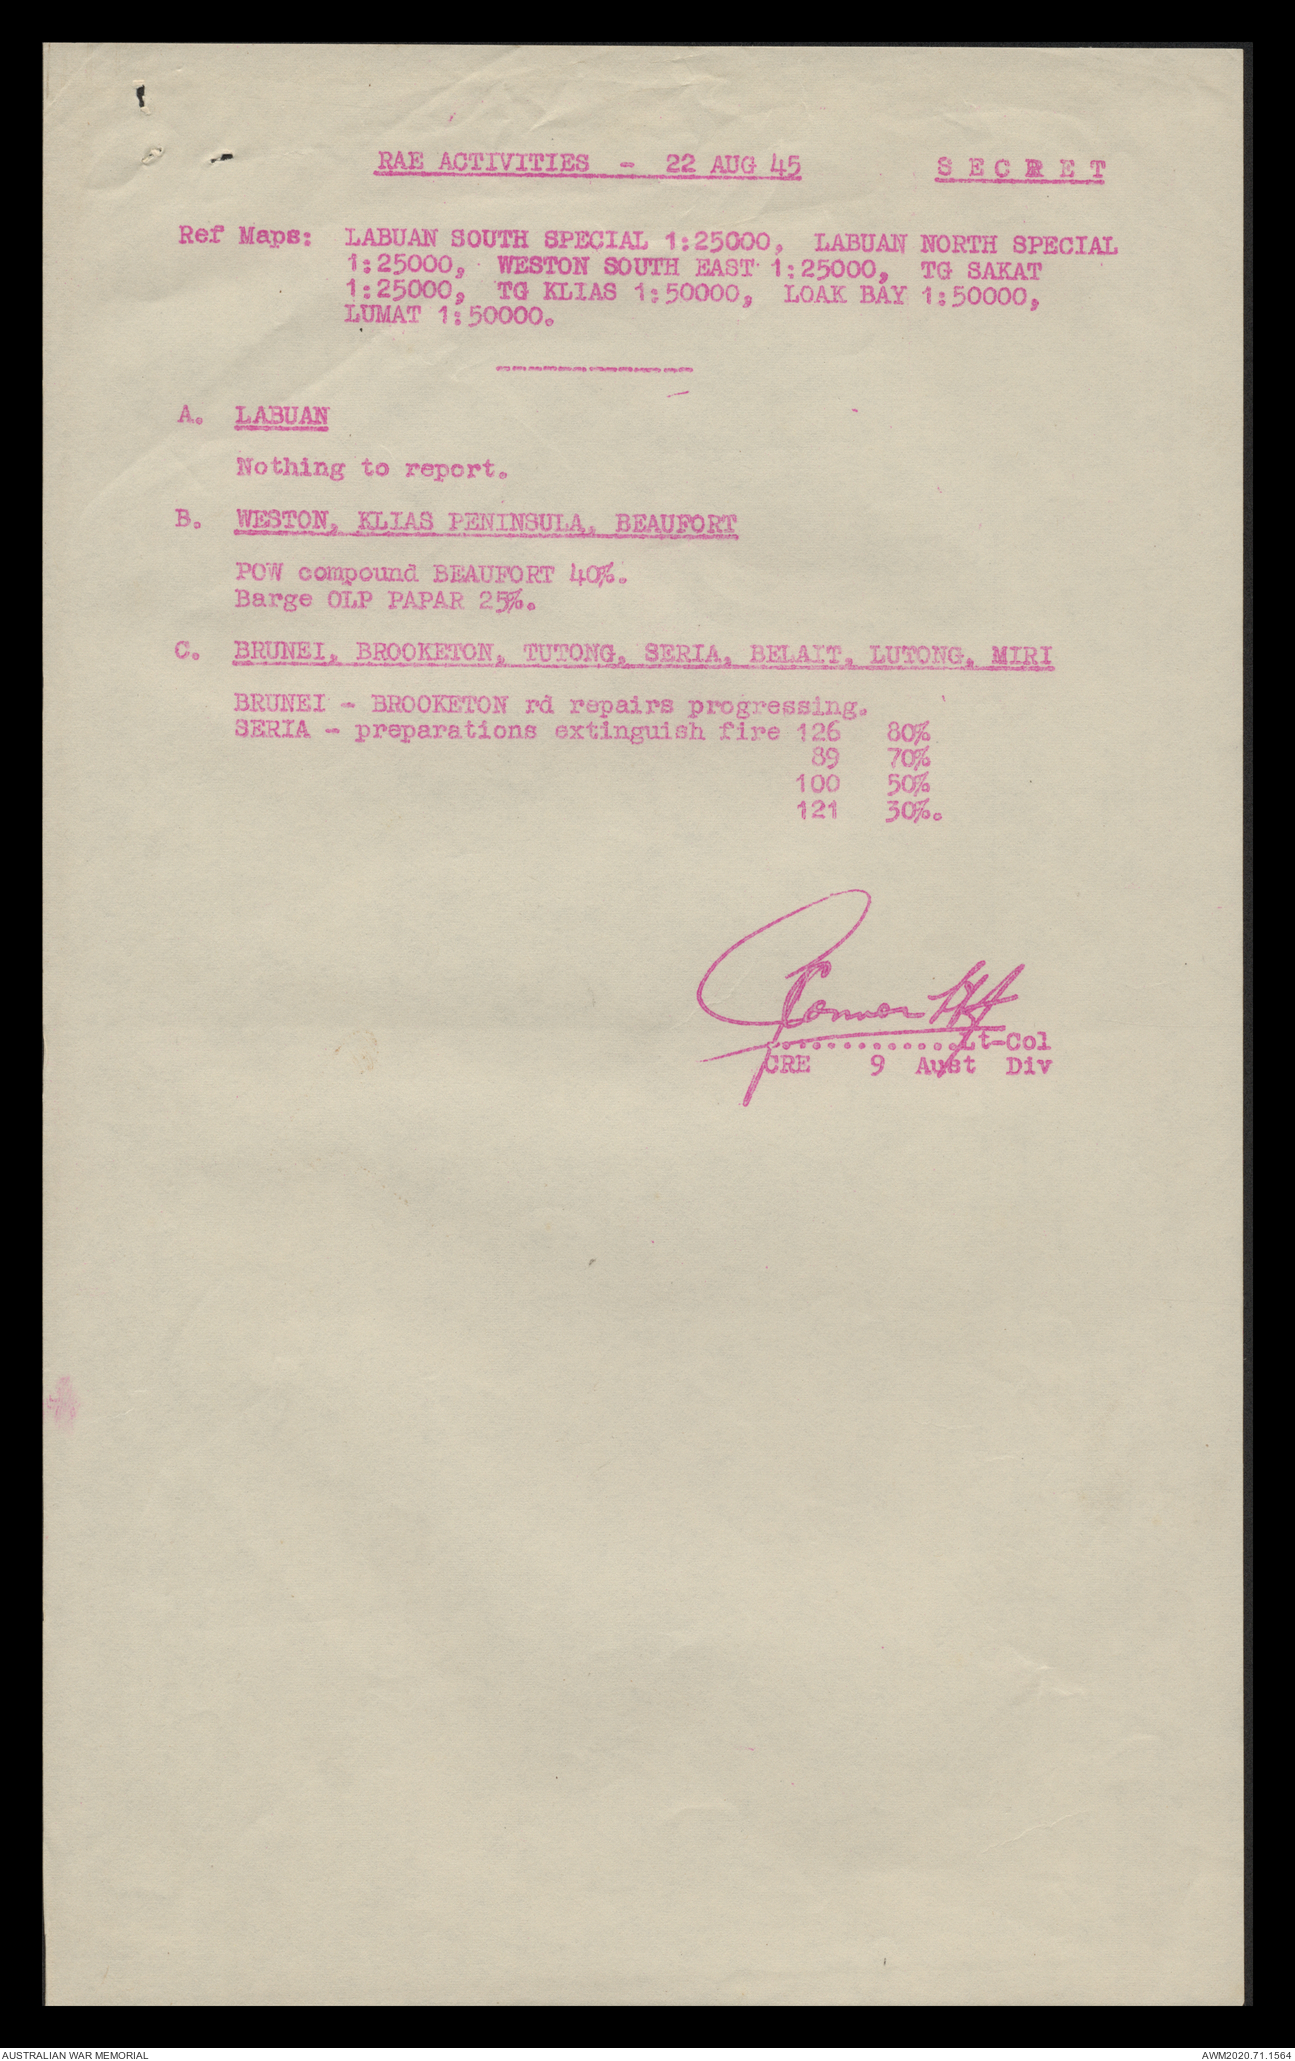 RAE ACTIVITIES - 22 AUG 45 SECRET
Ref Maps: LABUAN SOUTH SPECIAL 1:25000, LABUAN NORTH SPECIAL
1:25000, WESTON SOUTH EAST 1:25000, TG SAKAT
1:25000, TG KLIAS 1:50000, LOAK BAY 1:50000,
LUMAT 1:50000.
A. LABUAN
Nothing to report.
B. WESTON, KLIAS PENINSULA, BEAUFORT
POW compound BEAUFORT 40%.
Barge OLP PAPAR 25%.
C. BRUNEI, BROOKETON, TUTONG, SERIA, BELAIT, LUTONG, MIRI
BRUNEI - BROOKETON rd repairs progressing.
SERIA - preparations extinguish fire 126 80%
89 70%
100 50%
121 30%.
.............Lt-Col
CRE 9 Aust Div
AUSTRALIAN WAR MEMORIAL AWM2020.71.1564